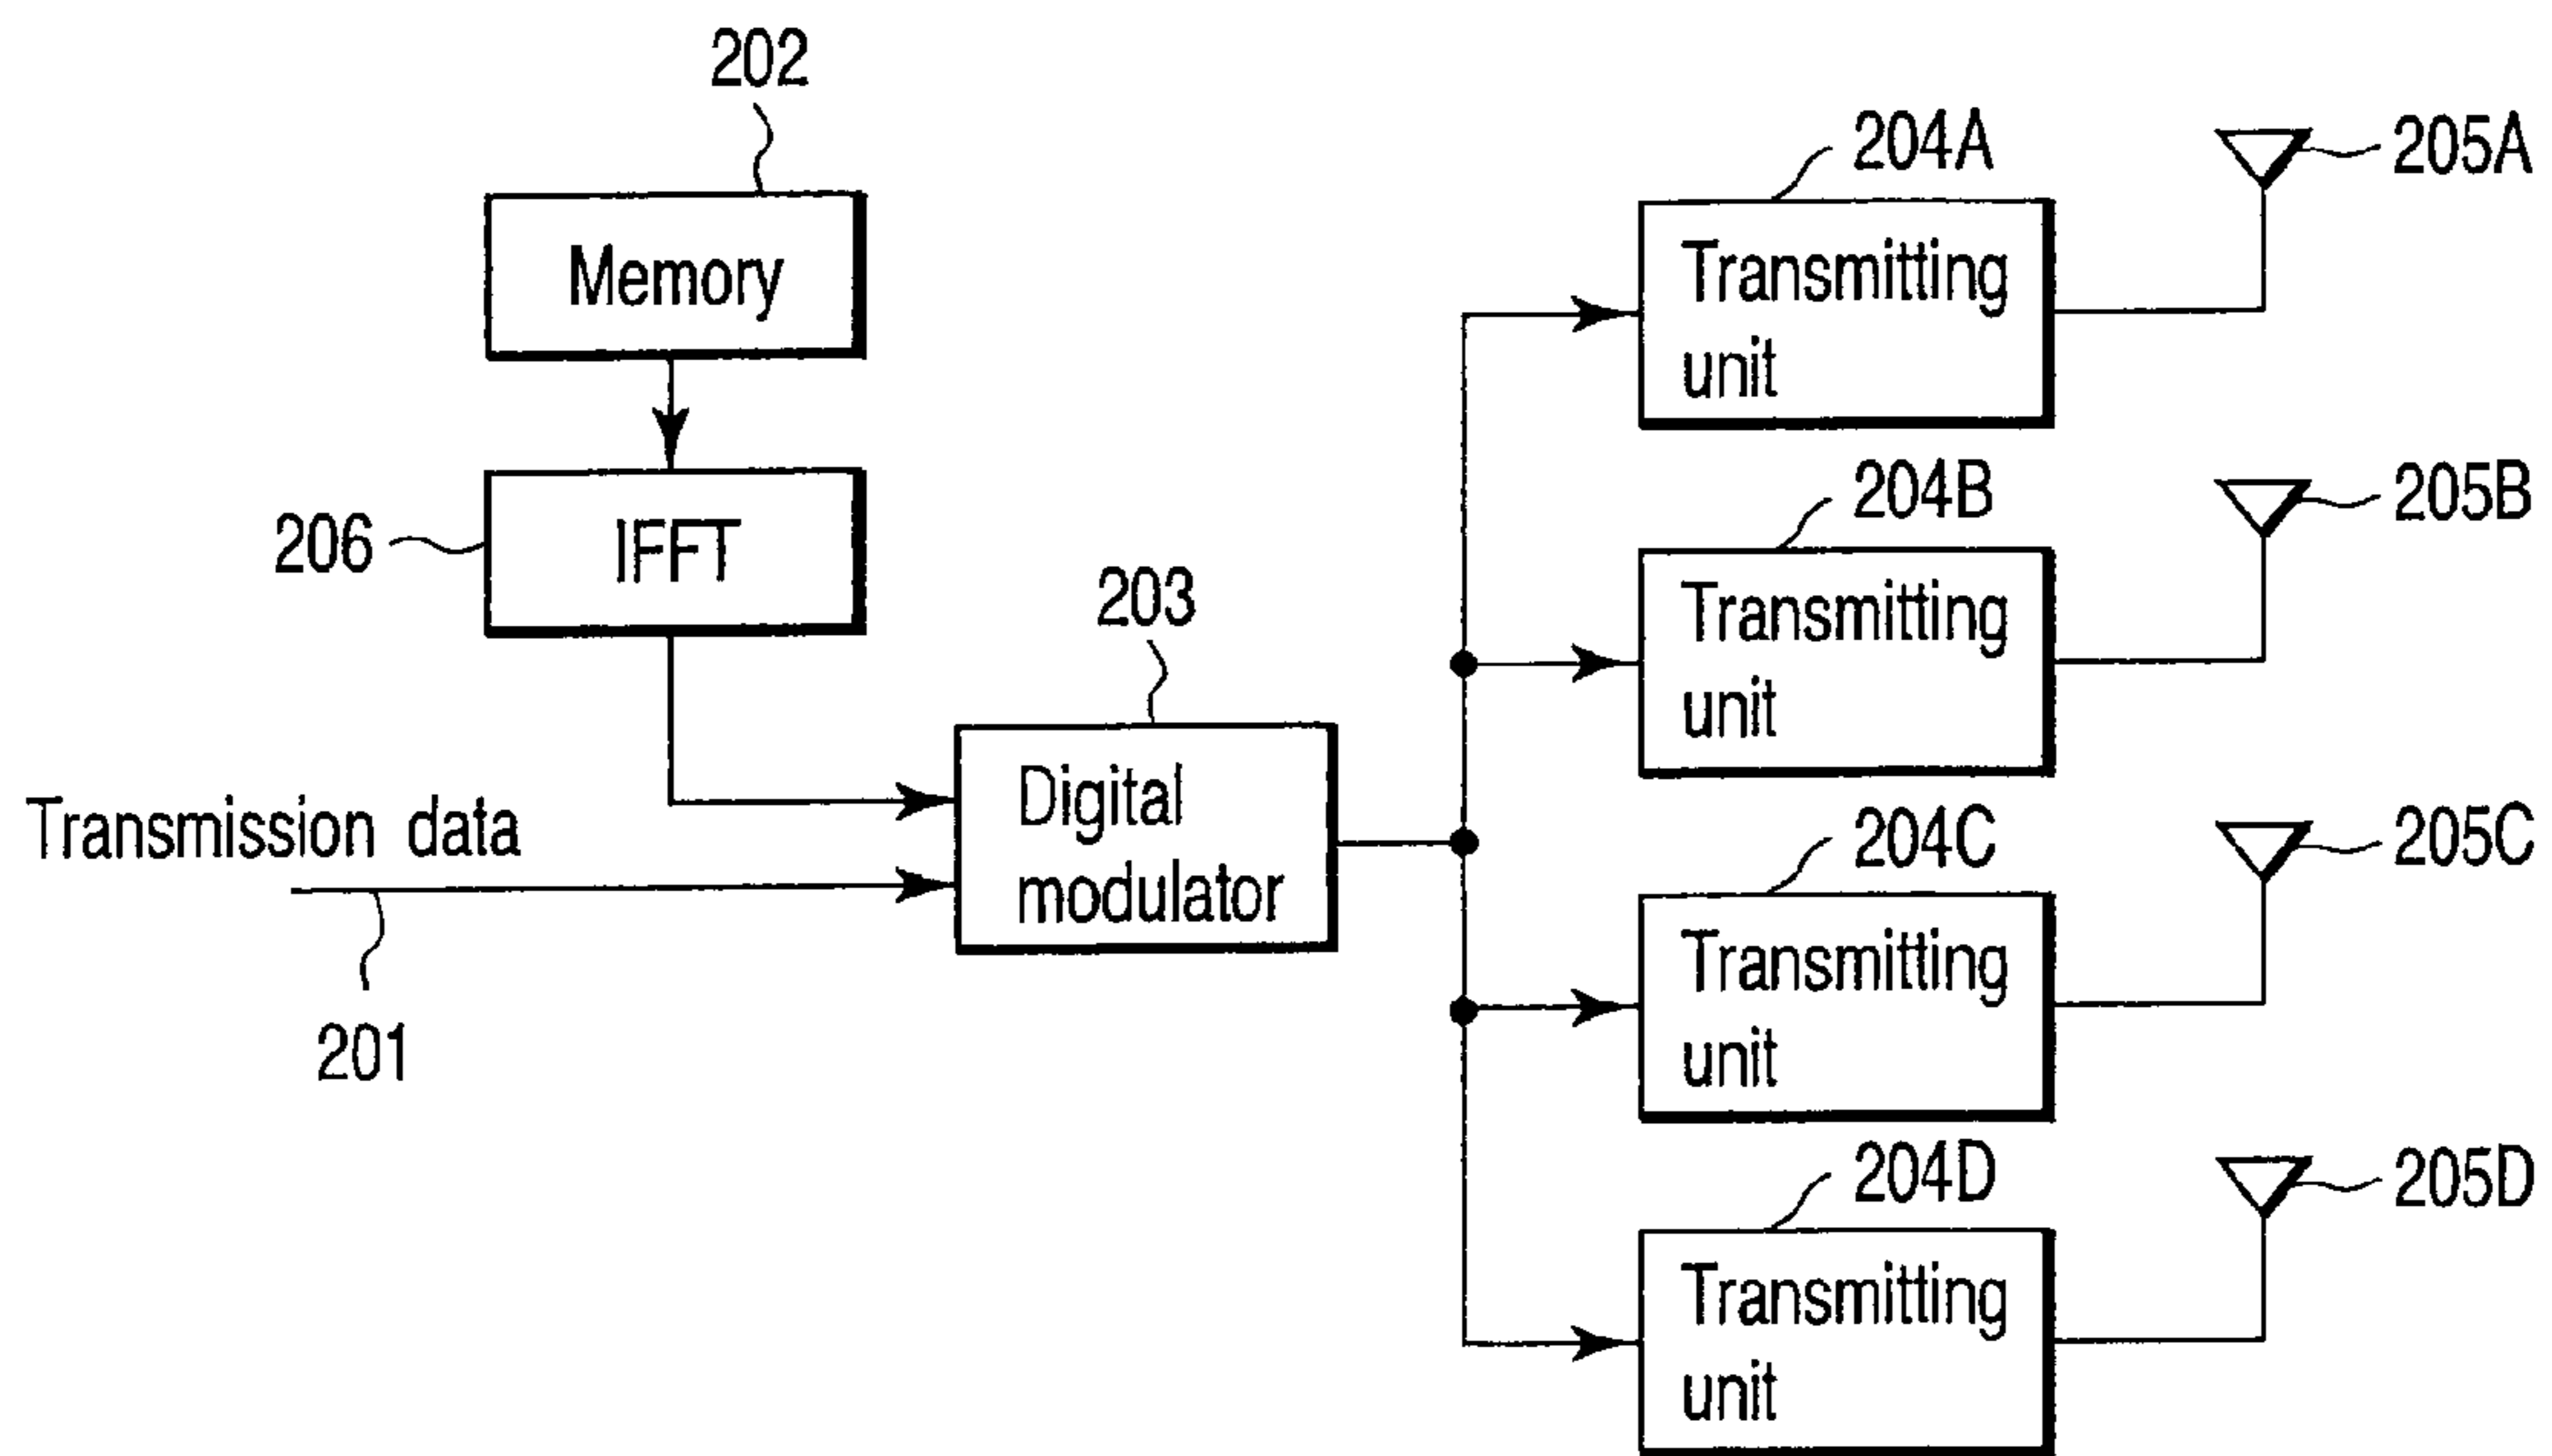 202
Memory
206
IFFT
203
Digital
modulator
Transmission data
201
204A
Transmitting
unit
205A
204B
Transmitting
unit
205B
204C
Transmitting
unit
205C
204D
Transmitting
unit
205D